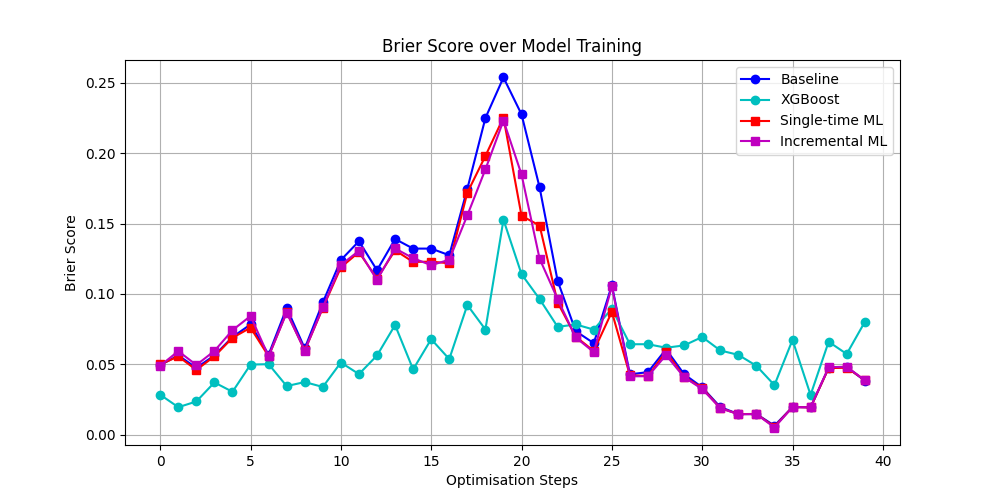 Brier Score over Model Training
Baseline
XGBoost
Single-time ML
Incremental ML
Brier Score
0.25
0.20
0.15
0.10
0.05
0.00
0 5 10 15 20 25 30 35 40
Optimisation Steps